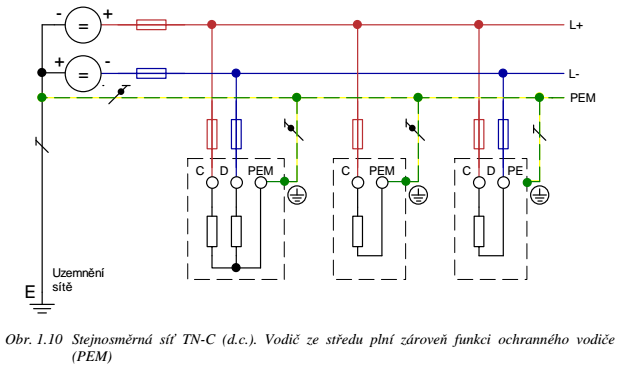 - = + L+
+ = - L-
PEM
C D PEM C PEM C D PE
Uzemnění
sítě
E
Obr. 1.10 Stejnosměrná síť TN-C (d.c.). Vodič ze středu plní zároveň funkci ochranného vodiče
(PEM)